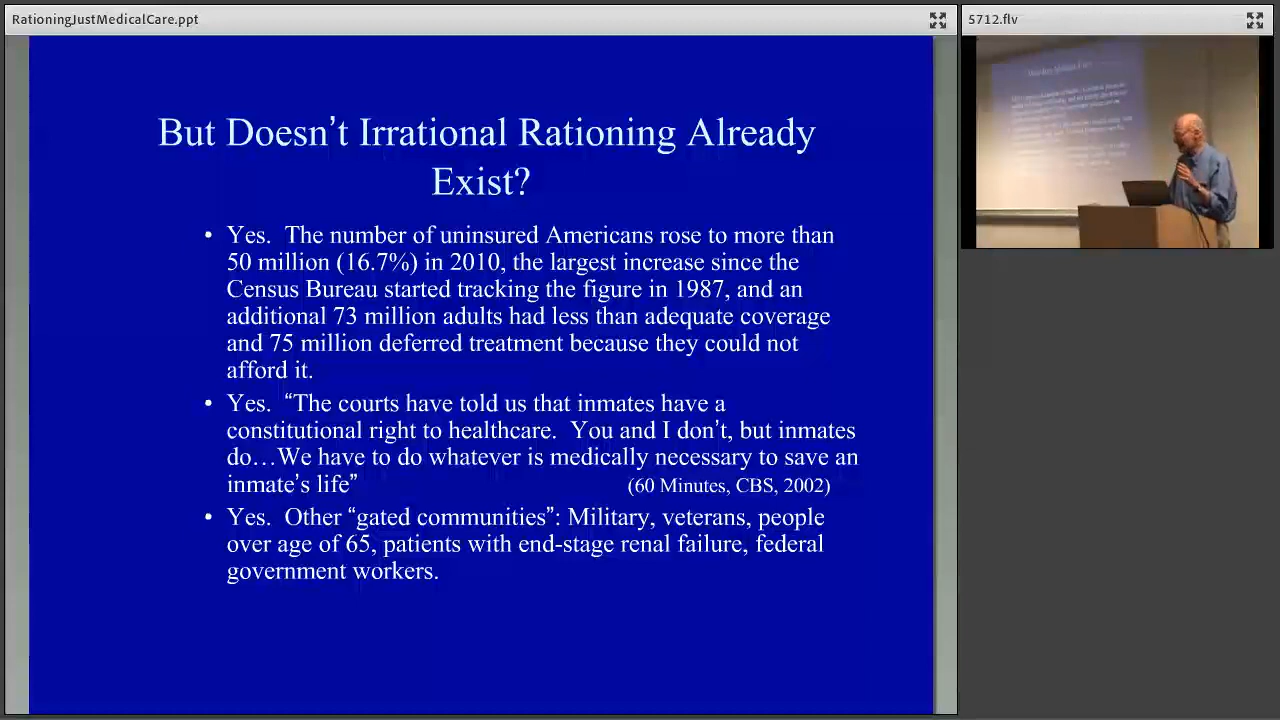 RationingJustMedicalCare.ppt
5712.flv
But Doesn’t Irrational Rationing Already
Exist?
• Yes.  The number of uninsured Americans rose to more than
50 million (16.7%) in 2010, the largest increase since the
Census Bureau started tracking the figure in 1987, and an
additional 73 million adults had less than adequate coverage
and 75 million deferred treatment because they could not
afford it.
• Yes.  “The courts have told us that inmates have a
constitutional right to healthcare.  You and I don’t, but inmates
do…We have to do whatever is medically necessary to save an
inmate’s life” (60 Minutes, CBS, 2002)
• Yes.  Other “gated communities”: Military, veterans, people
over age of 65, patients with end-stage renal failure, federal
government workers.